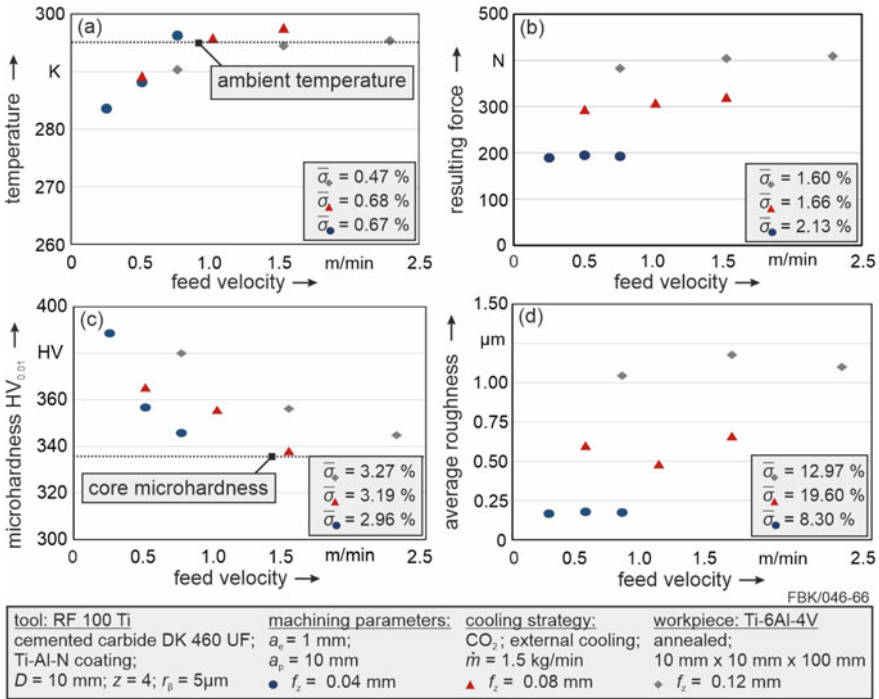 (a)
300
K
280
270
260
temperature
ambient temperature
σ = 0.47 %
σ = 0.68 %
σ = 0.67 %
0 0.5 1.0 1.5 m/min 2.5
feed velocity
(b)
500
N
300
200
100
0
resulting force
σ = 1.60 %
σ = 1.66 %
σ = 2.13 %
0 0.5 1.0 1.5 m/min 2.5
feed velocity
(c)
400
HV
360
340
330
300
microhardness HV0.01
core microhardness
σ = 3.27 %
σ = 3.19 %
σ = 2.96 %
0 0.5 1.0 1.5 m/min 2.5
feed velocity
(d)
1.50
µm
1.00
0.75
0.50
0.25
0
average roughness
σ = 12.97 %
σ = 19.60 %
σ = 8.30 %
0 0.5 1.0 1.5 m/min 2.5
feed velocity
FBK/046-66
tool: RF 100 Ti
cemented carbide DK 460 UF;
Ti-Al-N coating;
D = 10 mm; z = 4; rβ = 5µm
machining parameters:
ae = 1 mm;
ap = 10 mm
fz = 0.04 mm
cooling strategy:
CO2; external cooling;
ṁ = 1.5 kg/min
fz = 0.08 mm
workpiece: Ti-6Al-4V
annealed;
10 mm x 10 mm x 100 mm
fz = 0.12 mm